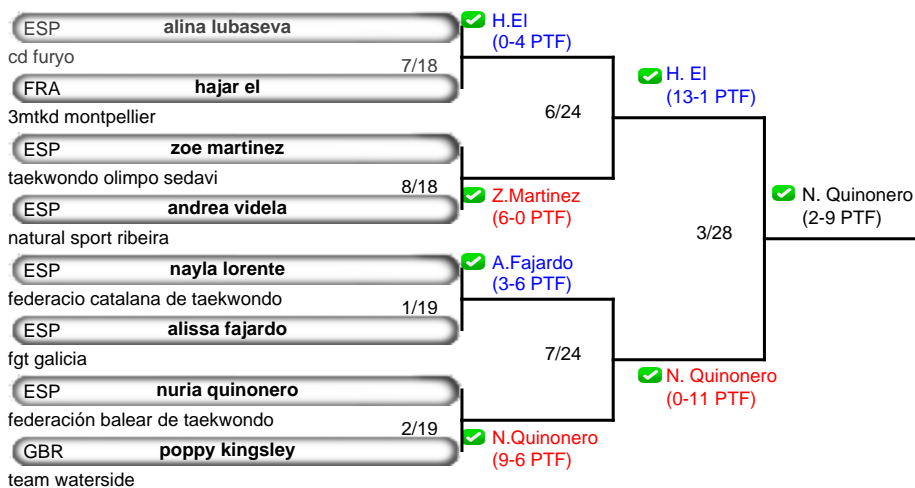 ESP alina lubaseva
cd furyo
7/18
FRA hajar el
3mtkd montpellier
ESP zoe martinez
taekwondo olimpo sedavi
8/18
ESP andrea videla
natural sport ribeira
ESP nayla lorente
federacio catalana de taekwondo
1/19
ESP alissa fajardo
fgt galicia
ESP nuria quinonero
federación balear de taekwondo
2/19
GBR poppy kingsley
team waterside
H.El
(0-4 PTF)
6/24
Z.Martinez
(6-0 PTF)
A.Fajardo
(3-6 PTF)
7/24
N.Quinonero
(9-6 PTF)
H. El
(13-1 PTF)
3/28
N. Quinonero
(0-11 PTF)
N. Quinonero
(2-9 PTF)